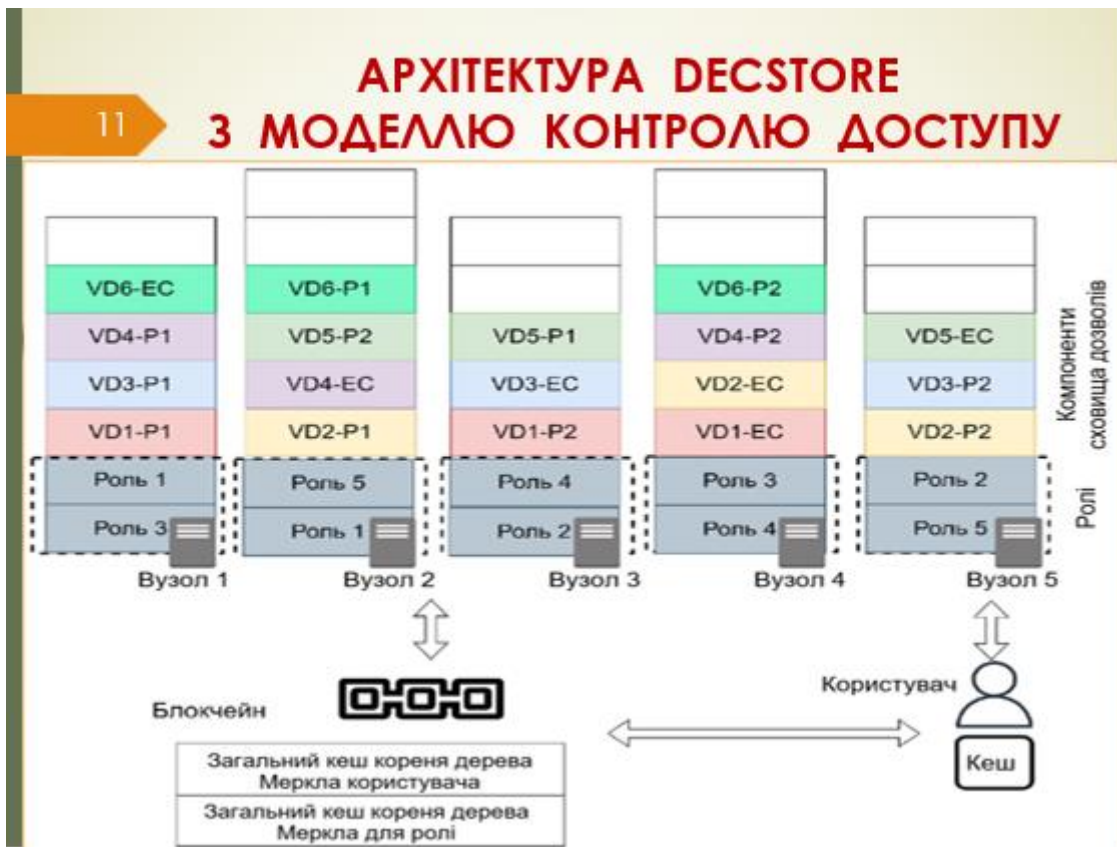 АРХІТЕКТУРА DECSTORE
11
З МОДЕЛЛЮ КОНТРОЛЮ ДОСТУПУ
VD6-EC VD6-P1 VD6-P2
VD4-P1 VD5-P2 VD5-P1 VD4-P2 VD5-EC
VD3-P1 VD4-EC VD3-EC VD2-EC VD3-P2
VD1-P1 VD2-P1 VD1-P2 VD1-EC VD2-P2
Компоненти
сховища дозволів
Роль 1 Роль 5 Роль 4 Роль 3 Роль 2
Роль 3 Роль 1 Роль 2 Роль 4 Роль 5
Ролі
Вузол 1 Вузол 2 Вузол 3 Вузол 4 Вузол 5
Користувач
Блокчейн
Кеш
Загальний кеш кореня дерева
Меркла користувача
Загальний кеш кореня дерева
Меркла для ролі